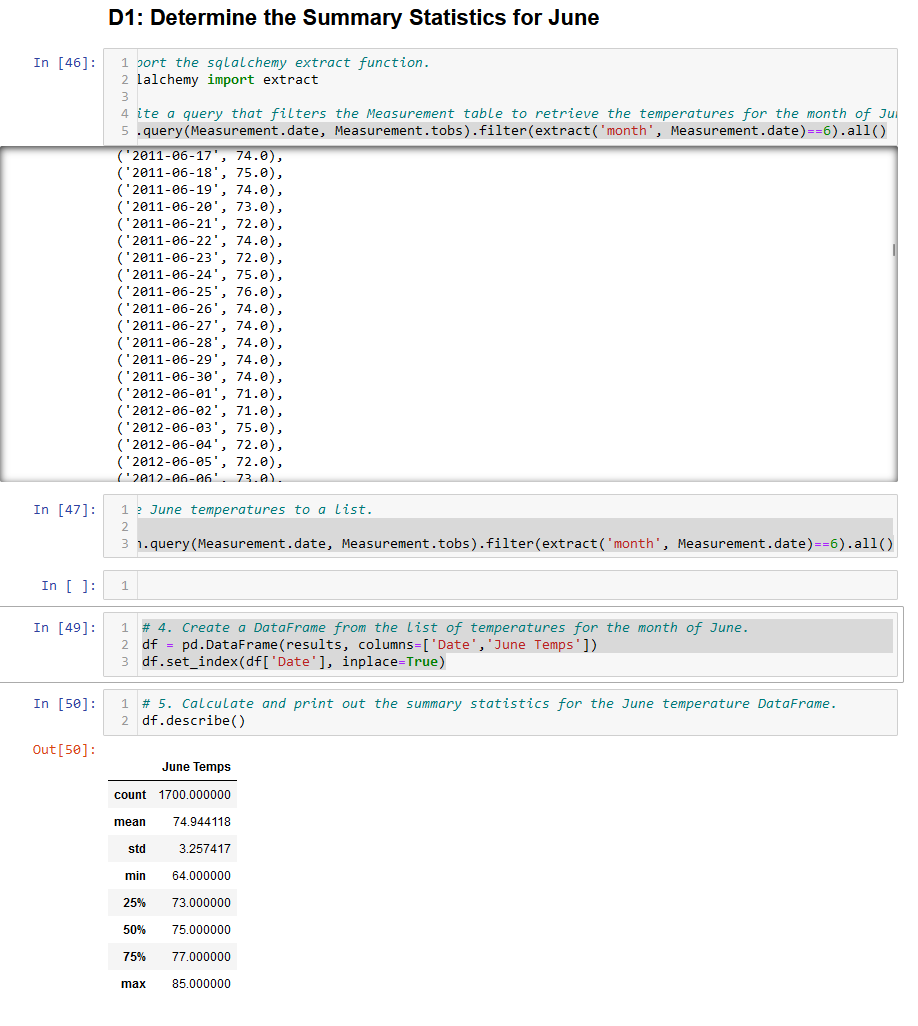 D1: Determine the Summary Statistics for June
In [46]:
1 port the sqlalchemy extract function.
2 lalchemy import extract
3
4 ite a query that filters the Measurement table to retrieve the temperatures for the month of Ju
5 .query(Measurement.date, Measurement.tobs).filter(extract('month', Measurement.date)==6).all()
('2011-06-17', 74.0),
('2011-06-18', 75.0),
('2011-06-19', 74.0),
('2011-06-20', 73.0),
('2011-06-21', 72.0),
('2011-06-22', 74.0),
('2011-06-23', 72.0),
('2011-06-24', 75.0),
('2011-06-25', 76.0),
('2011-06-26', 74.0),
('2011-06-27', 74.0),
('2011-06-28', 74.0),
('2011-06-29', 74.0),
('2011-06-30', 74.0),
('2012-06-01', 71.0),
('2012-06-02', 71.0),
('2012-06-03', 75.0),
('2012-06-04', 72.0),
('2012-06-05', 72.0),
('2012-06-06', 73.0),
In [47]:
1 e June temperatures to a list.
2
3 n.query(Measurement.date, Measurement.tobs).filter(extract('month', Measurement.date)==6).all()
In [ ]:
1
In [49]:
1 # 4. Create a DataFrame from the list of temperatures for the month of June.
2 df = pd.DataFrame(results, columns=['Date','June Temps'])
3 df.set_index(df['Date'], inplace=True)
In [50]:
1 # 5. Calculate and print out the summary statistics for the June temperature DataFrame.
2 df.describe()
Out[50]:
June Temps
count 1700.000000
mean 74.944118
std 3.257417
min 64.000000
25% 73.000000
50% 75.000000
75% 77.000000
max 85.000000